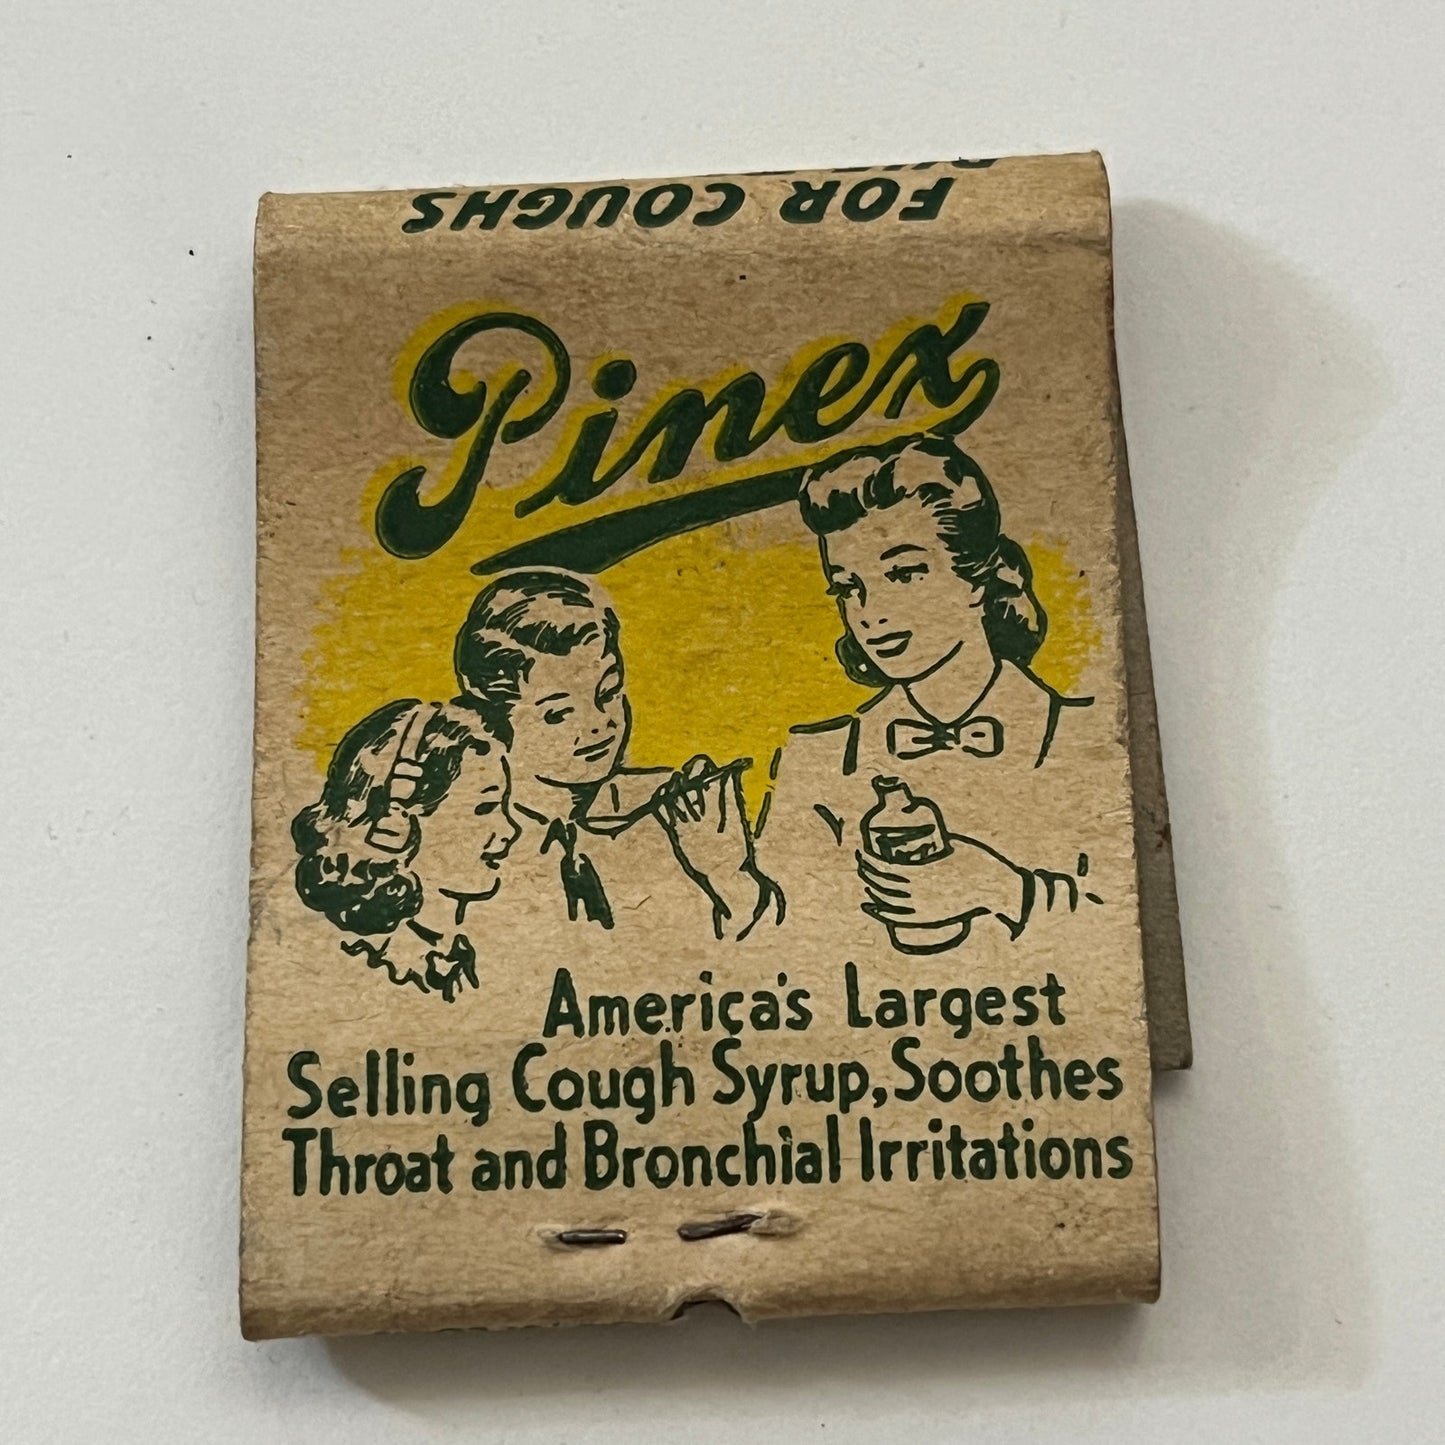 FOR COUGHS
Pinex
America's Largest
Selling Cough Syrup, Soothes
Throat and Bronchial Irritations